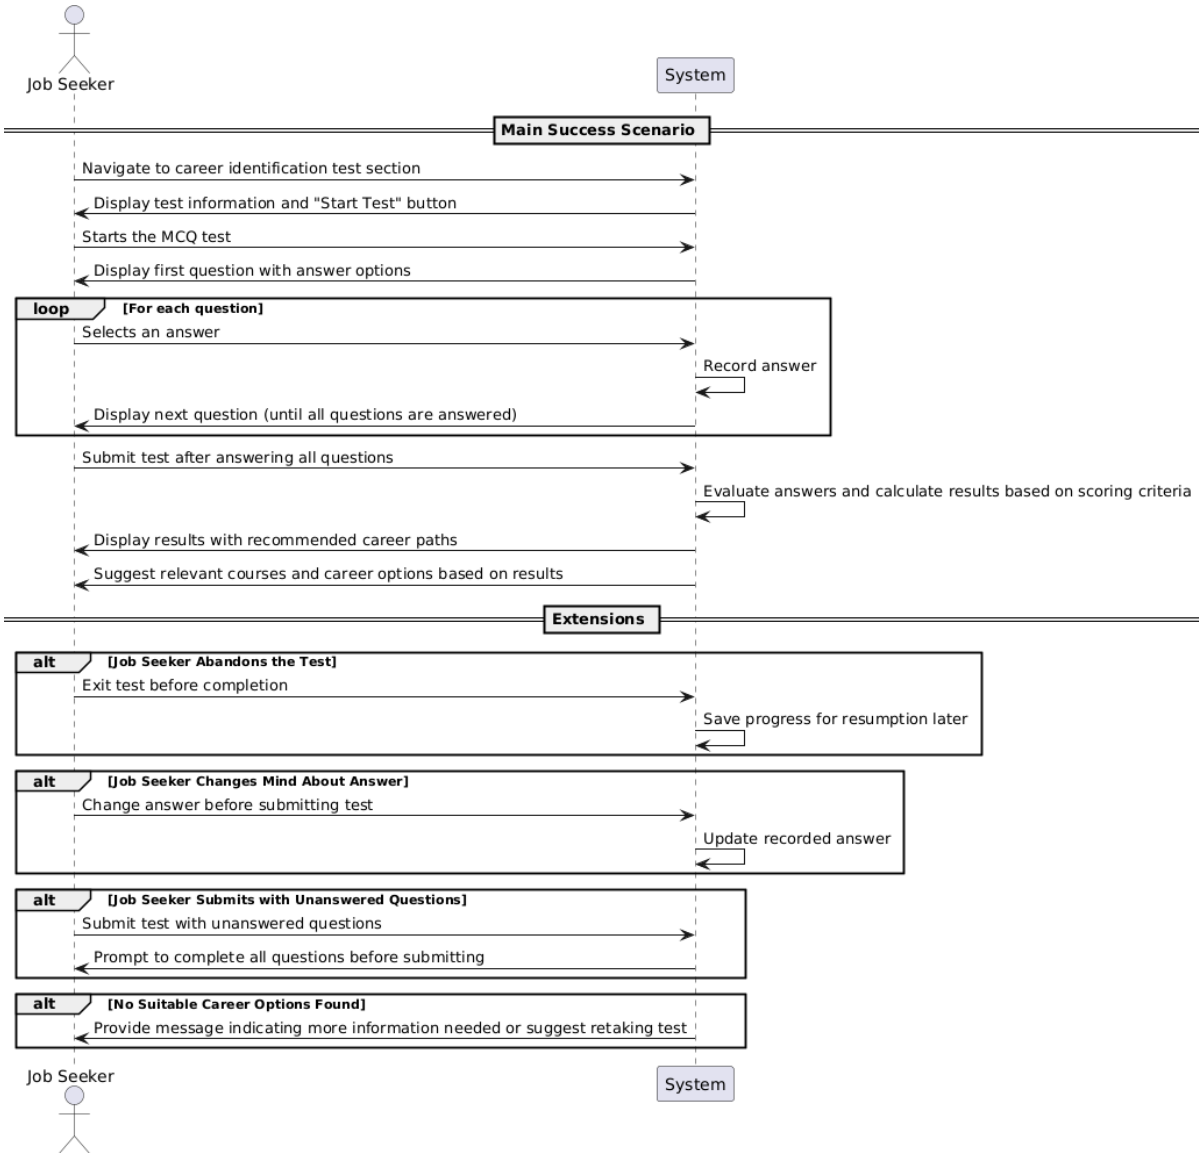 Job Seeker
System
Main Success Scenario
Navigate to career identification test section
Display test information and "Start Test" button
Starts the MCQ test
Display first question with answer options
loop [For each question]
Selects an answer
Record answer
Display next question (until all questions are answered)
Submit test after answering all questions
Evaluate answers and calculate results based on scoring criteria
Display results with recommended career paths
Suggest relevant courses and career options based on results
Extensions
alt [Job Seeker Abandons the Test]
Exit test before completion
Save progress for resumption later
alt [Job Seeker Changes Mind About Answer]
Change answer before submitting test
Update recorded answer
alt [Job Seeker Submits with Unanswered Questions]
Submit test with unanswered questions
Prompt to complete all questions before submitting
alt [No Suitable Career Options Found]
Provide message indicating more information needed or suggest retaking test
Job Seeker
System